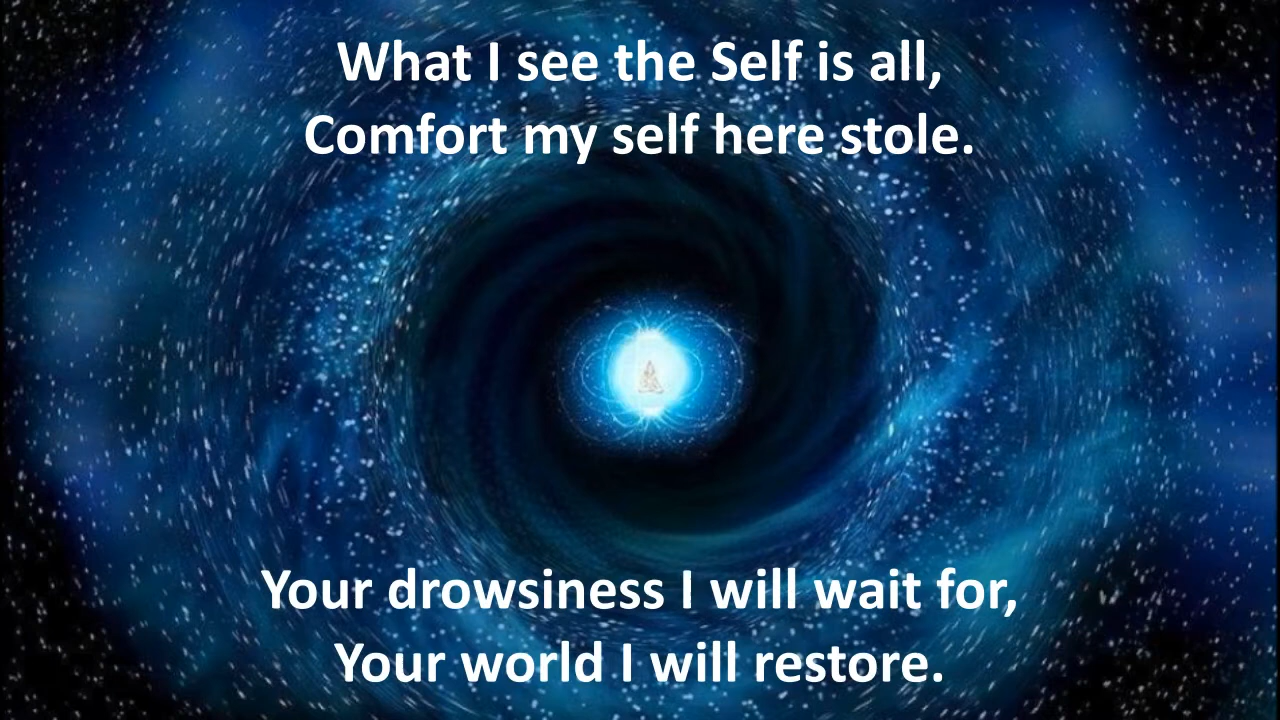 What I see the Self is all,
Comfort my self here stole.
Your drowsiness I will wait for,
Your world I will restore.